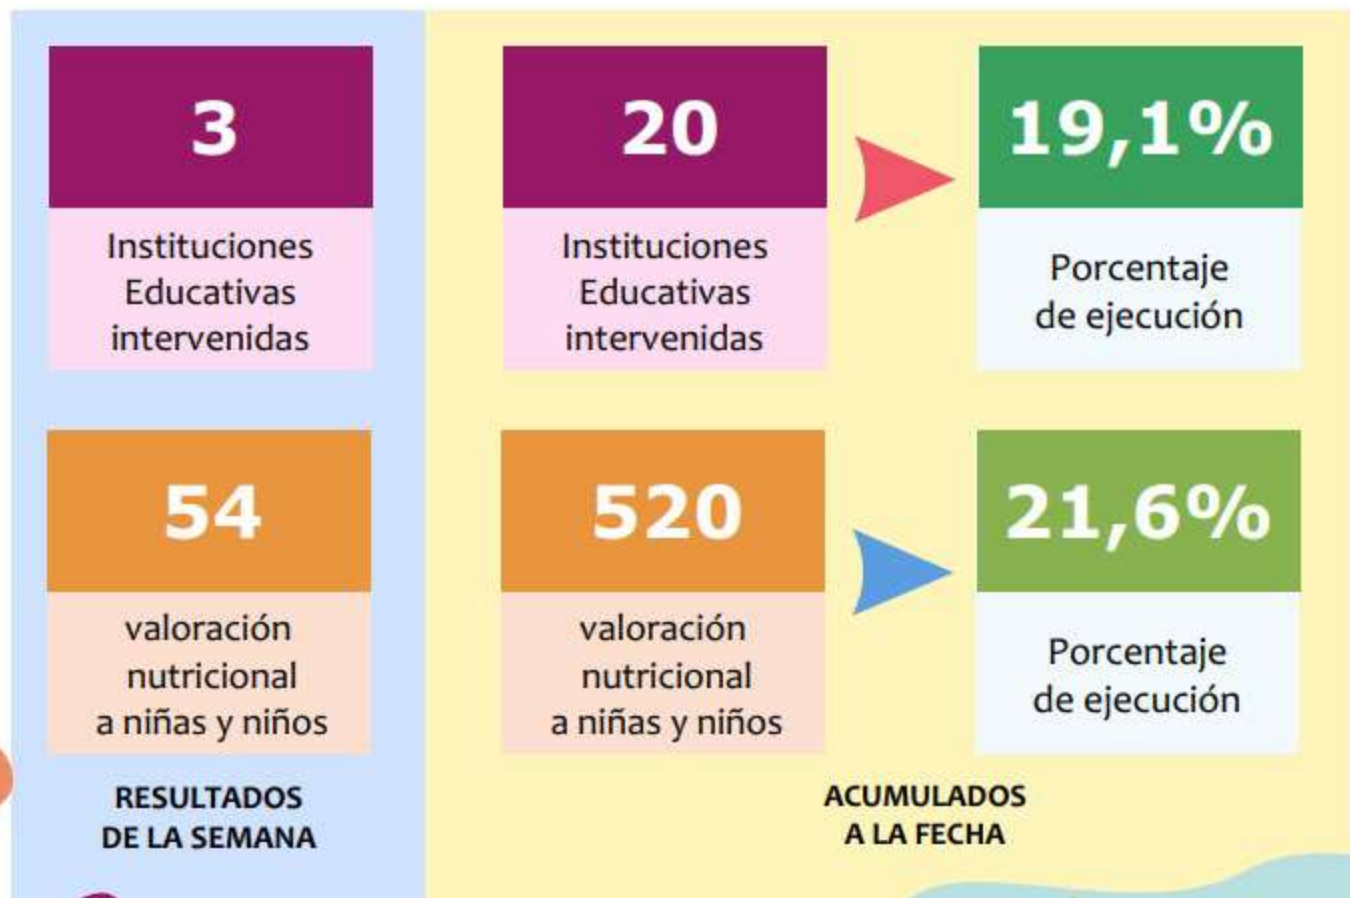 3
Instituciones
Educativas
intervenidas
54
valoración
nutricional
a niñas y niños
RESULTADOS
DE LA SEMANA
20
Instituciones
Educativas
intervenidas
19,1%
Porcentaje
de ejecución
520
valoración
nutricional
a niñas y niños
21,6%
Porcentaje
de ejecución
ACUMULADOS
A LA FECHA